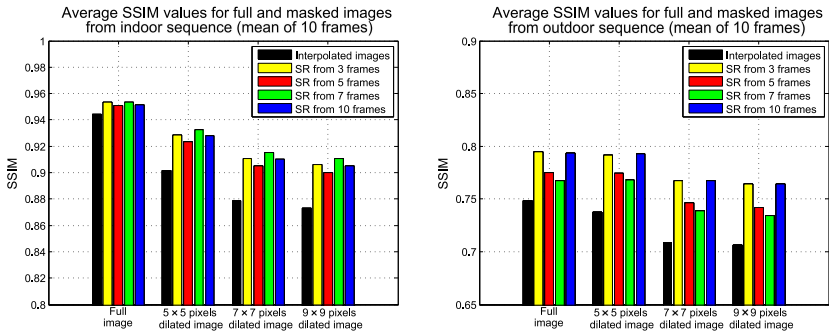 Average SSIM values for full and masked images
from indoor sequence (mean of 10 frames)
SSIM
1
0.98
0.96
0.94
0.92
0.9
0.88
0.86
0.84
0.82
0.8
Interpolated images
SR from 3 frames
SR from 5 frames
SR from 7 frames
SR from 10 frames
Full
image
5×5 pixels
dilated image
7×7 pixels
dilated image
9×9 pixels
dilated image
Average SSIM values for full and masked images
from outdoor sequence (mean of 10 frames)
SSIM
0.9
0.85
0.8
0.75
0.7
0.65
Interpolated images
SR from 3 frames
SR from 5 frames
SR from 7 frames
SR from 10 frames
Full
image
5×5 pixels
dilated image
7×7 pixels
dilated image
9×9 pixels
dilated image